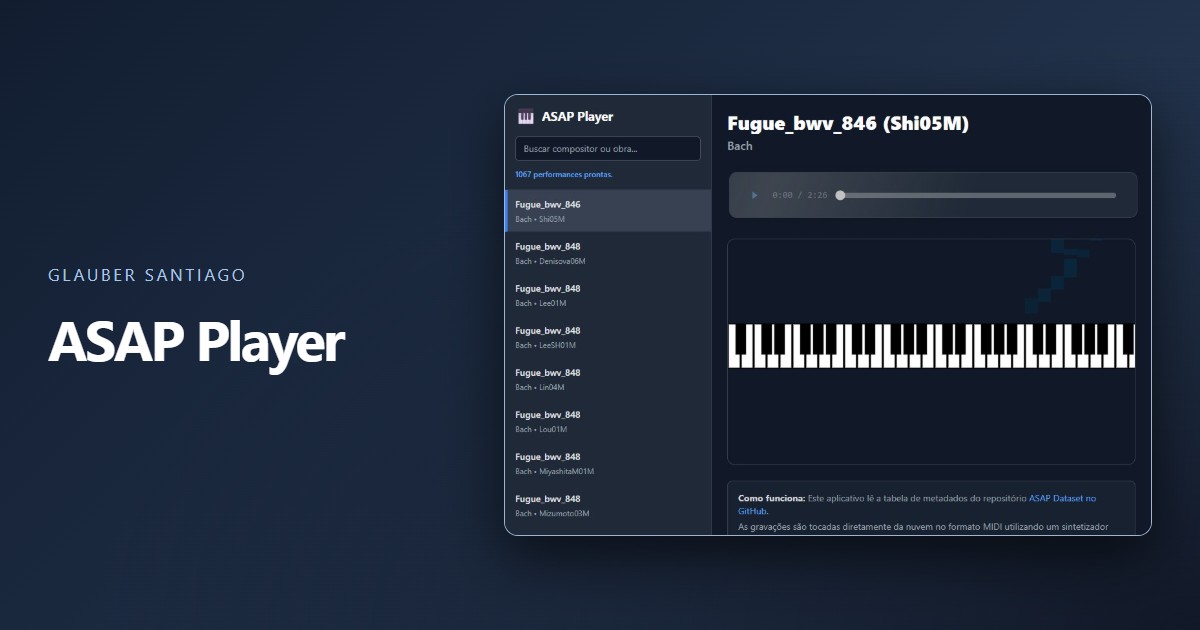 GLAUBER SANTIAGO
ASAP Player
ASAP Player
Buscar compositor ou obra...
1067 performances prontas.
Fugue_bwv_846
Bach • Shi05M
Fugue_bwv_848
Bach • Denisova06M
Fugue_bwv_848
Bach • Lee01M
Fugue_bwv_848
Bach • LeeSH01M
Fugue_bwv_848
Bach • Lin04M
Fugue_bwv_848
Bach • Lou01M
Fugue_bwv_848
Bach • MiyashitaM01M
Fugue_bwv_848
Bach • Mizumoto03M
Fugue_bwv_846 (Shi05M)
Bach
0:00 / 2:26
Como funciona: Este aplicativo lê a tabela de metadados do repositório ASAP Dataset no
GitHub.
As gravações são tocadas diretamente da nuvem no formato MIDI utilizando um sintetizador